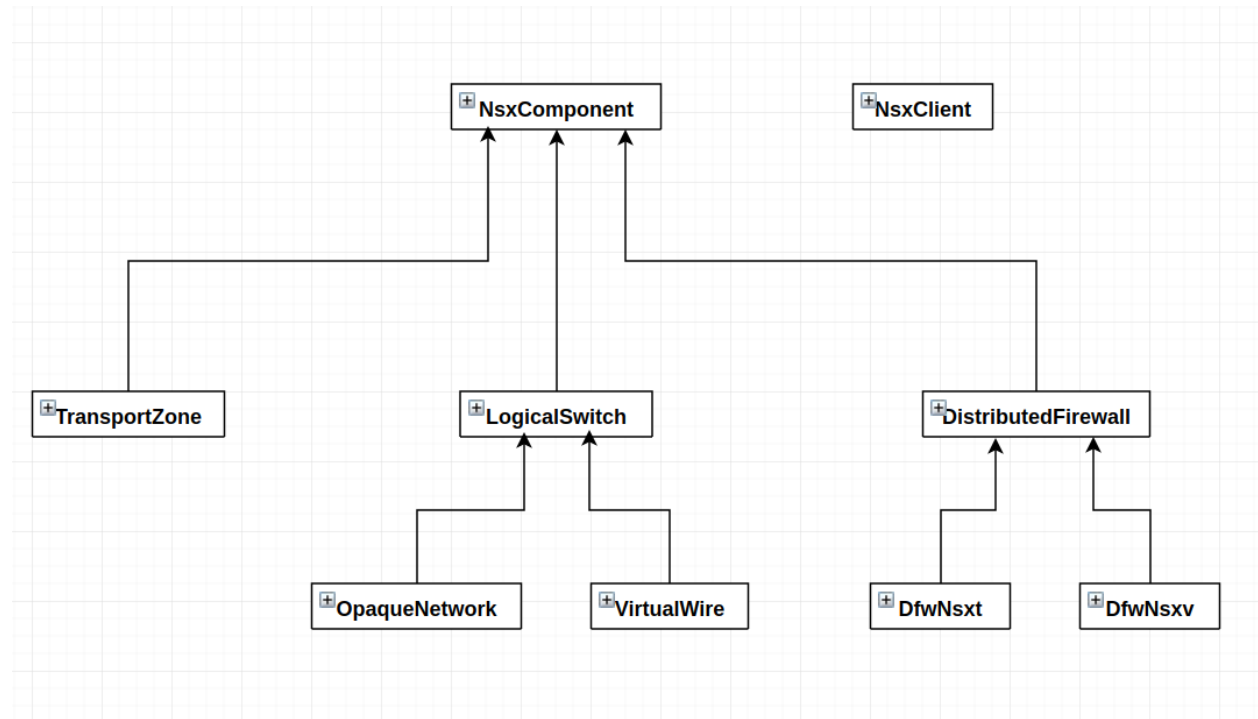 NsxComponent
NsxClient
TransportZone
LogicalSwitch
DistributedFirewall
OpaqueNetwork
VirtualWire
DfwNsxt
DfwNsxv